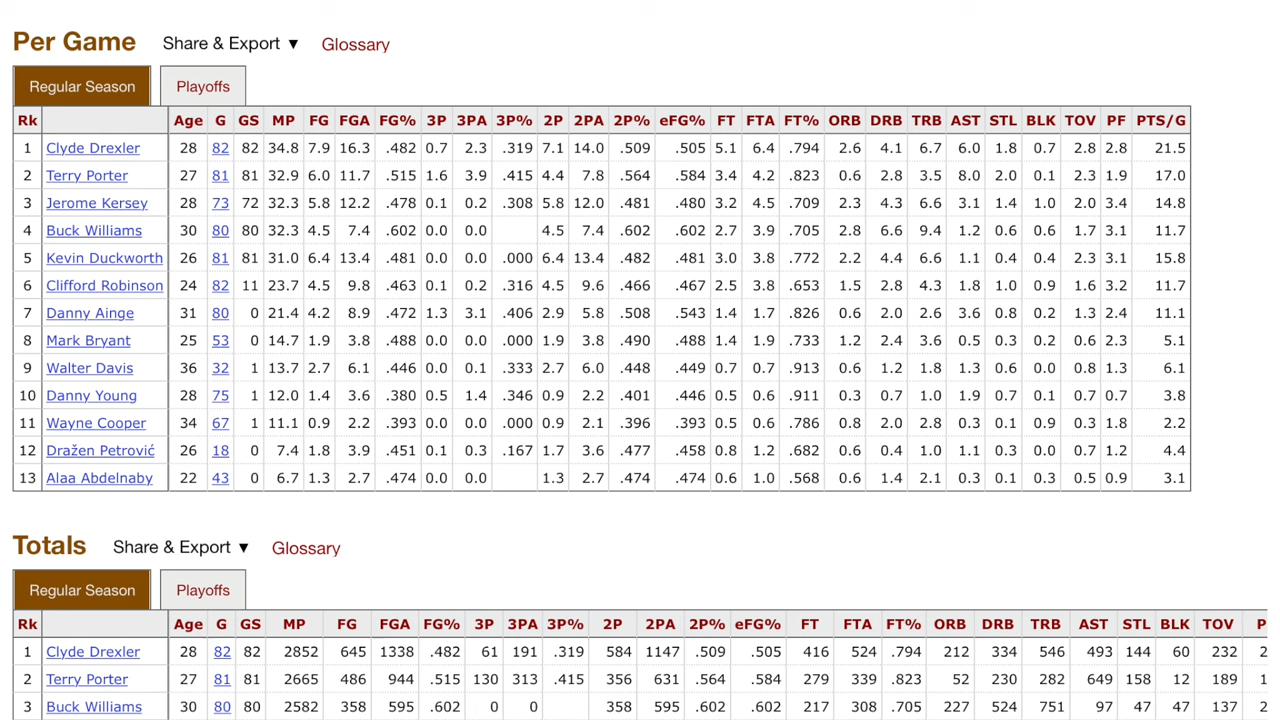 Per Game Share & Export ▼ Glossary
Regular Season Playoffs
Rk Age G GS MP FG FGA FG% 3P 3PA 3P% 2P 2PA 2P% eFG% FT FTA FT% ORB DRB TRB AST STL BLK TOV PF PTS/G
1 Clyde Drexler 28 82 82 34.8 7.9 16.3 .482 0.7 2.3 .319 7.1 14.0 .509 .505 5.1 6.4 .794 2.6 4.1 6.7 6.0 1.8 0.7 2.8 2.8 21.5
2 Terry Porter 27 81 81 32.9 6.0 11.7 .515 1.6 3.9 .415 4.4 7.8 .564 .584 3.4 4.2 .823 0.6 2.8 3.5 8.0 2.0 0.1 2.3 1.9 17.0
3 Jerome Kersey 28 73 72 32.3 5.8 12.2 .478 0.1 0.2 .308 5.8 12.0 .481 .480 3.2 4.5 .709 2.3 4.3 6.6 3.1 1.4 1.0 2.0 3.4 14.8
4 Buck Williams 30 80 80 32.3 4.5 7.4 .602 0.0 0.0 4.5 7.4 .602 .602 2.7 3.9 .705 2.8 6.6 9.4 1.2 0.6 0.6 1.7 3.1 11.7
5 Kevin Duckworth 26 81 81 31.0 6.4 13.4 .481 0.0 0.0 .000 6.4 13.4 .482 .481 3.0 3.8 .772 2.2 4.4 6.6 1.1 0.4 0.4 2.3 3.1 15.8
6 Clifford Robinson 24 82 11 23.7 4.5 9.8 .463 0.1 0.2 .316 4.5 9.6 .466 .467 2.5 3.8 .653 1.5 2.8 4.3 1.8 1.0 0.9 1.6 3.2 11.7
7 Danny Ainge 31 80 0 21.4 4.2 8.9 .472 1.3 3.1 .406 2.9 5.8 .508 .543 1.4 1.7 .826 0.6 2.0 2.6 3.6 0.8 0.2 1.3 2.4 11.1
8 Mark Bryant 25 53 0 14.7 1.9 3.8 .488 0.0 0.0 .000 1.9 3.8 .490 .488 1.4 1.9 .733 1.2 2.4 3.6 0.5 0.3 0.2 0.6 2.3 5.1
9 Walter Davis 36 32 1 13.7 2.7 6.1 .446 0.0 0.1 .333 2.7 6.0 .448 .449 0.7 0.7 .913 0.6 1.2 1.8 1.3 0.6 0.0 0.8 1.3 6.1
10 Danny Young 28 75 1 12.0 1.4 3.6 .380 0.5 1.4 .346 0.9 2.2 .401 .446 0.5 0.6 .911 0.3 0.7 1.0 1.9 0.7 0.1 0.7 0.7 3.8
11 Wayne Cooper 34 67 1 11.1 0.9 2.2 .393 0.0 0.0 .000 0.9 2.1 .396 .393 0.5 0.6 .786 0.8 2.0 2.8 0.3 0.1 0.9 0.3 1.8 2.2
12 Dražen Petrović 26 18 0 7.4 1.8 3.9 .451 0.1 0.3 .167 1.7 3.6 .477 .458 0.8 1.2 .682 0.6 0.4 1.0 1.1 0.3 0.0 0.7 1.2 4.4
13 Alaa Abdelnaby 22 43 0 6.7 1.3 2.7 .474 0.0 0.0 1.3 2.7 .474 .474 0.6 1.0 .568 0.6 1.4 2.1 0.3 0.1 0.3 0.5 0.9 3.1
Totals Share & Export ▼ Glossary
Regular Season Playoffs
Rk Age G GS MP FG FGA FG% 3P 3PA 3P% 2P 2PA 2P% eFG% FT FTA FT% ORB DRB TRB AST STL BLK TOV P
1 Clyde Drexler 28 82 82 2852 645 1338 .482 61 191 .319 584 1147 .509 .505 416 524 .794 212 334 546 493 144 60 232 2
2 Terry Porter 27 81 81 2665 486 944 .515 130 313 .415 356 631 .564 .584 279 339 .823 52 230 282 649 158 12 189 1
3 Buck Williams 30 80 80 2582 358 595 .602 0 0 358 595 .602 .602 217 308 .705 227 524 751 97 47 47 137 2